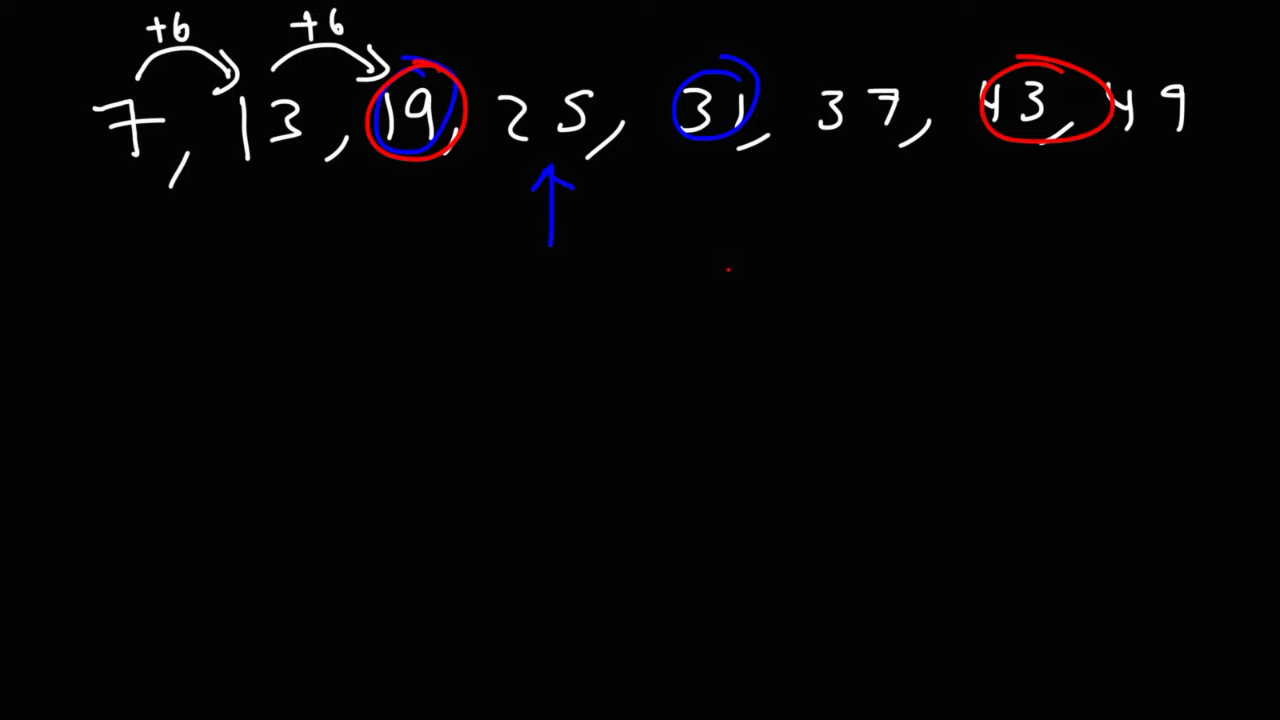 +6 +6
7, 13, 19, 25, 31, 37, 43, 49